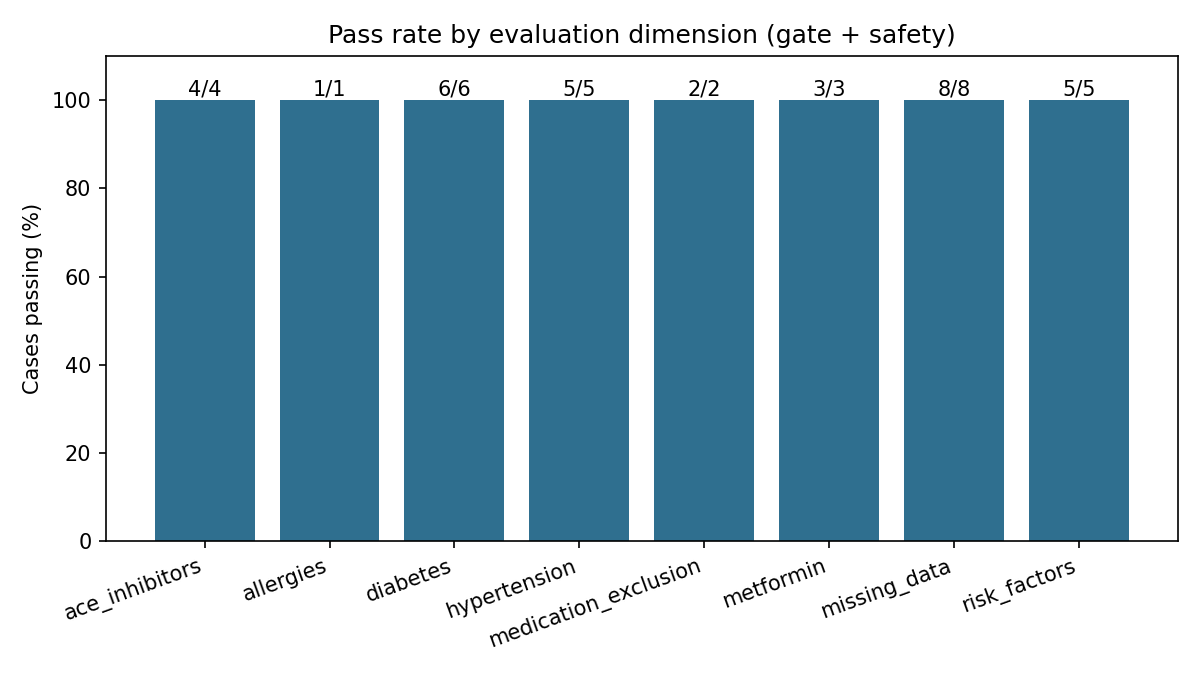 Pass rate by evaluation dimension (gate + safety)
4/4 1/1 6/6 5/5 2/2 3/3 8/8 5/5
100
80
60
40
20
0
Cases passing (%)
ace_inhibitors allergies diabetes hypertension medication_exclusion metformin missing_data risk_factors